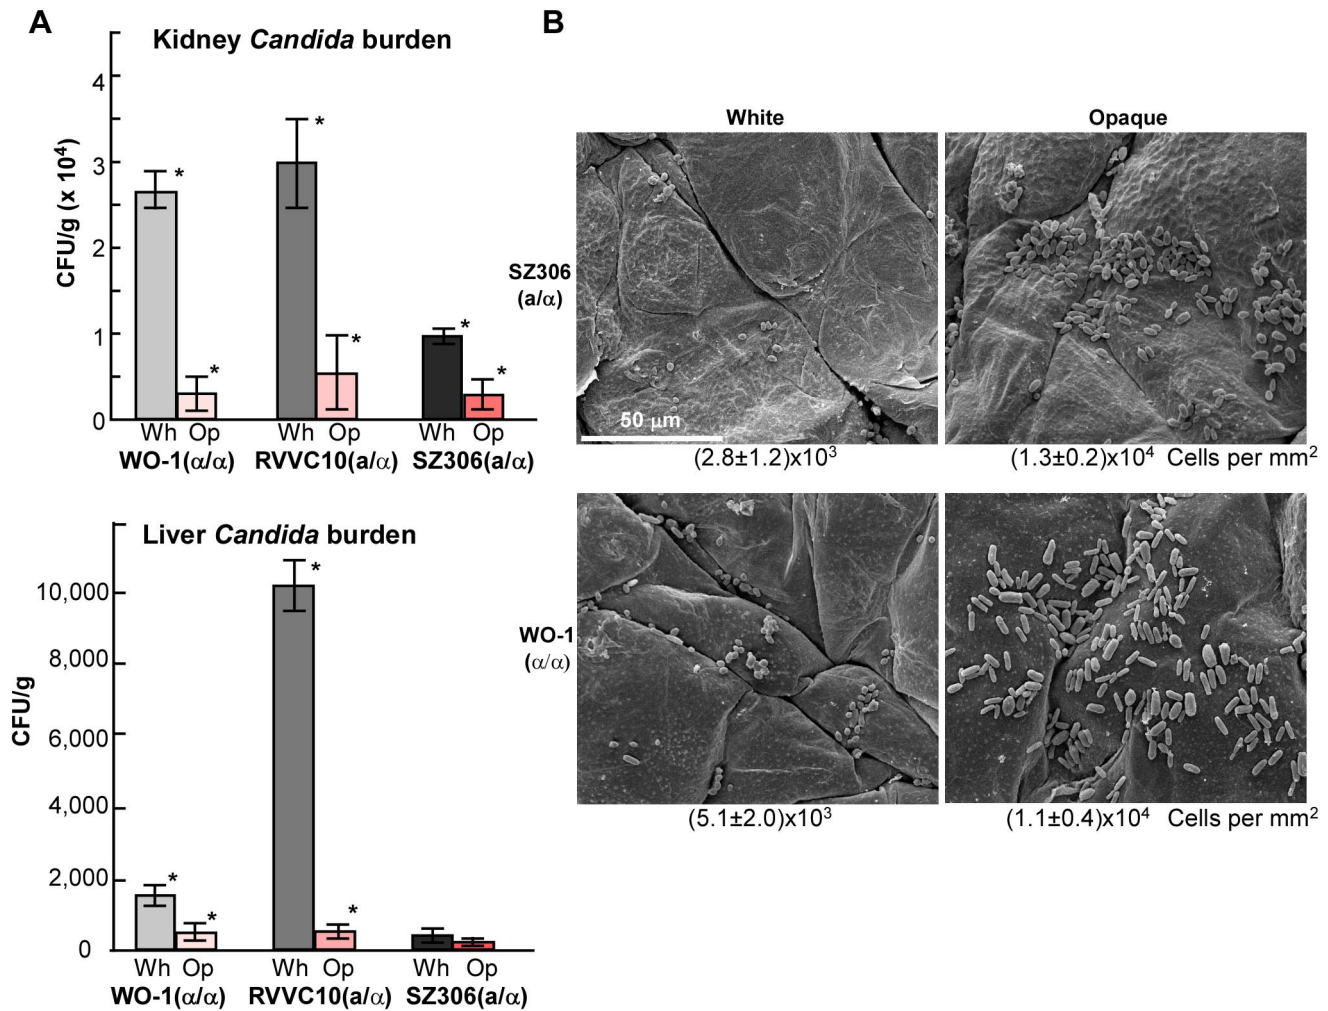 A
Kidney Candida burden
CFU/g (x 10⁴)
4
3
2
1
0
Wh Op Wh Op Wh Op
WO-1(α/α) RVVC10(a/α) SZ306(a/α)
Liver Candida burden
CFU/g
10,000
8,000
6,000
4,000
2,000
0
Wh Op Wh Op Wh Op
WO-1(α/α) RVVC10(a/α) SZ306(a/α)
B
White Opaque
SZ306
(a/α)
50 μm
(2.8±1.2)x10³ (1.3±0.2)x10⁴ Cells per mm²
WO-1
(α/α)
(5.1±2.0)x10³ (1.1±0.4)x10⁴ Cells per mm²